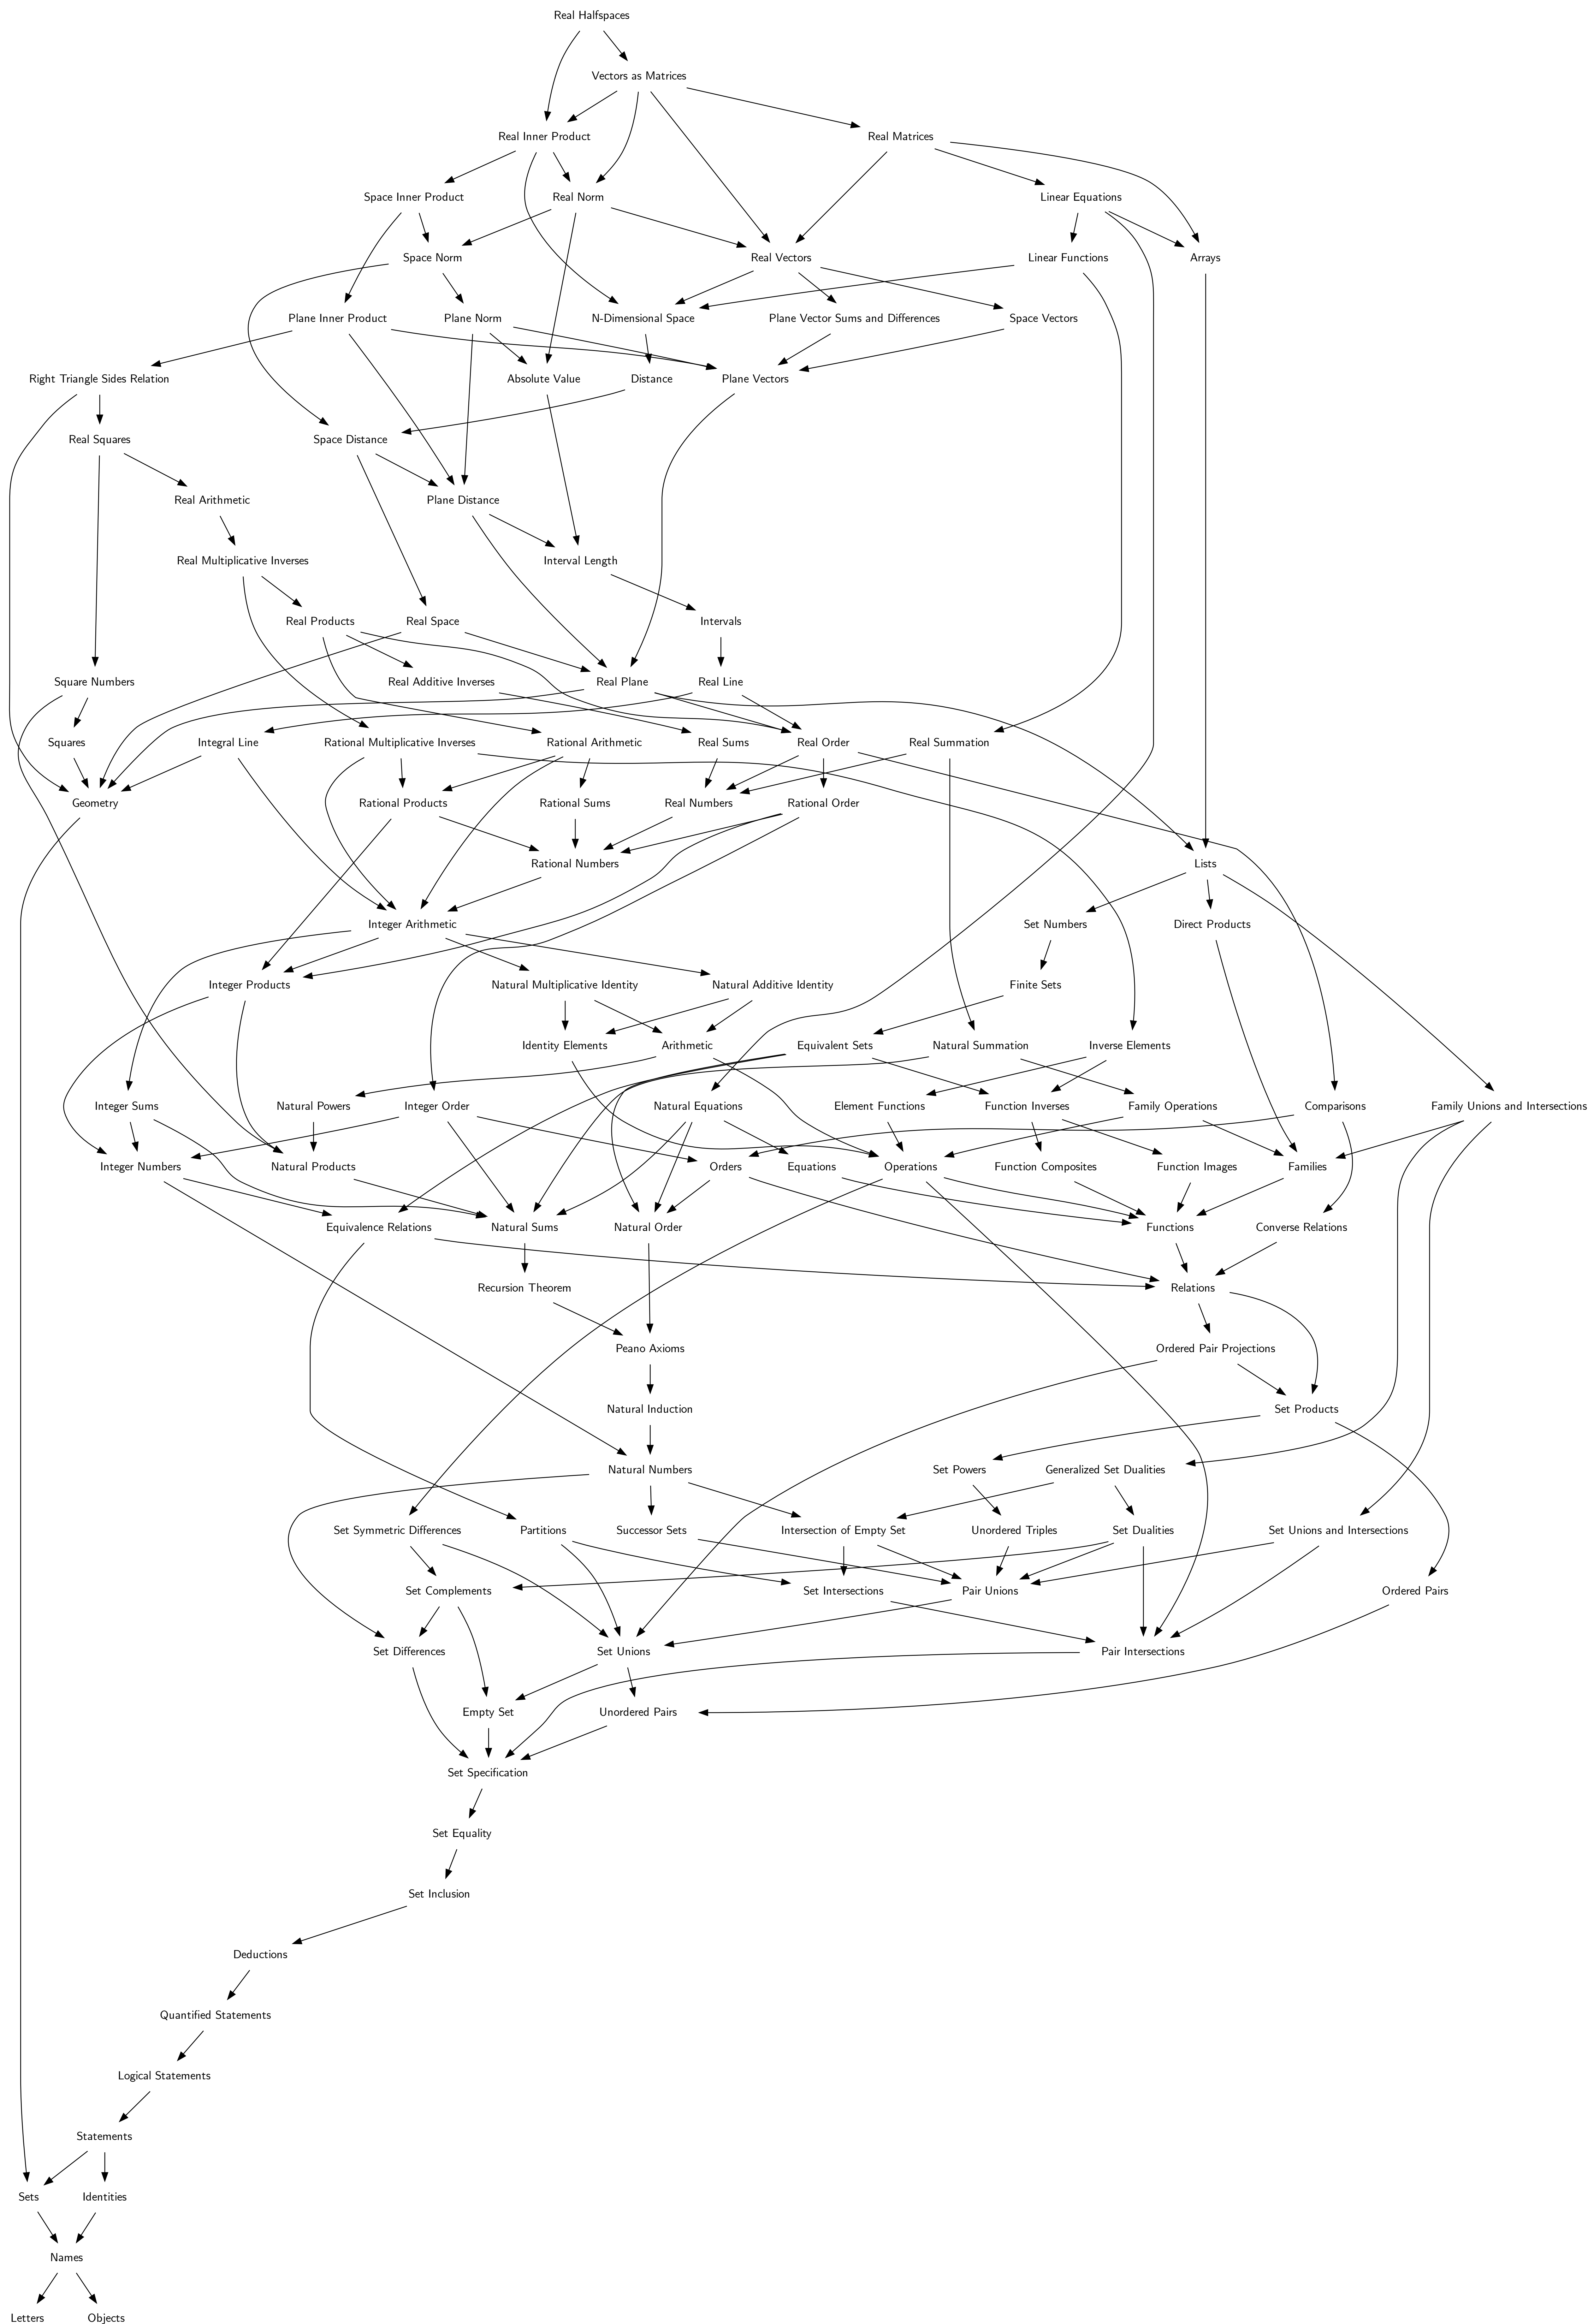 Real Halfspaces
Vectors as Matrices
Real Inner Product
Real Matrices
Space Inner Product
Real Norm
Linear Equations
Space Norm
Real Vectors
Linear Functions
Arrays
Plane Inner Product
Plane Norm
N-Dimensional Space
Plane Vector Sums and Differences
Space Vectors
Right Triangle Sides Relation
Absolute Value
Distance
Plane Vectors
Real Squares
Space Distance
Real Arithmetic
Plane Distance
Real Multiplicative Inverses
Interval Length
Real Products
Real Space
Intervals
Square Numbers
Real Additive Inverses
Real Plane
Real Line
Squares
Integral Line
Rational Multiplicative Inverses
Rational Arithmetic
Real Sums
Real Order
Real Summation
Geometry
Rational Products
Rational Sums
Real Numbers
Rational Order
Rational Numbers
Lists
Integer Arithmetic
Set Numbers
Direct Products
Integer Products
Natural Multiplicative Identity
Natural Additive Identity
Finite Sets
Identity Elements
Arithmetic
Equivalent Sets
Natural Summation
Inverse Elements
Integer Sums
Natural Powers
Integer Order
Natural Equations
Element Functions
Function Inverses
Family Operations
Comparisons
Family Unions and Intersections
Integer Numbers
Natural Products
Orders
Equations
Operations
Function Composites
Function Images
Families
Equivalence Relations
Natural Sums
Natural Order
Functions
Converse Relations
Recursion Theorem
Relations
Peano Axioms
Ordered Pair Projections
Natural Induction
Set Products
Natural Numbers
Set Powers
Generalized Set Dualities
Set Symmetric Differences
Partitions
Successor Sets
Intersection of Empty Set
Unordered Triples
Set Dualities
Set Unions and Intersections
Set Complements
Set Intersections
Pair Unions
Ordered Pairs
Set Differences
Set Unions
Pair Intersections
Empty Set
Unordered Pairs
Set Specification
Set Equality
Set Inclusion
Deductions
Quantified Statements
Logical Statements
Statements
Sets
Identities
Names
Letters
Objects